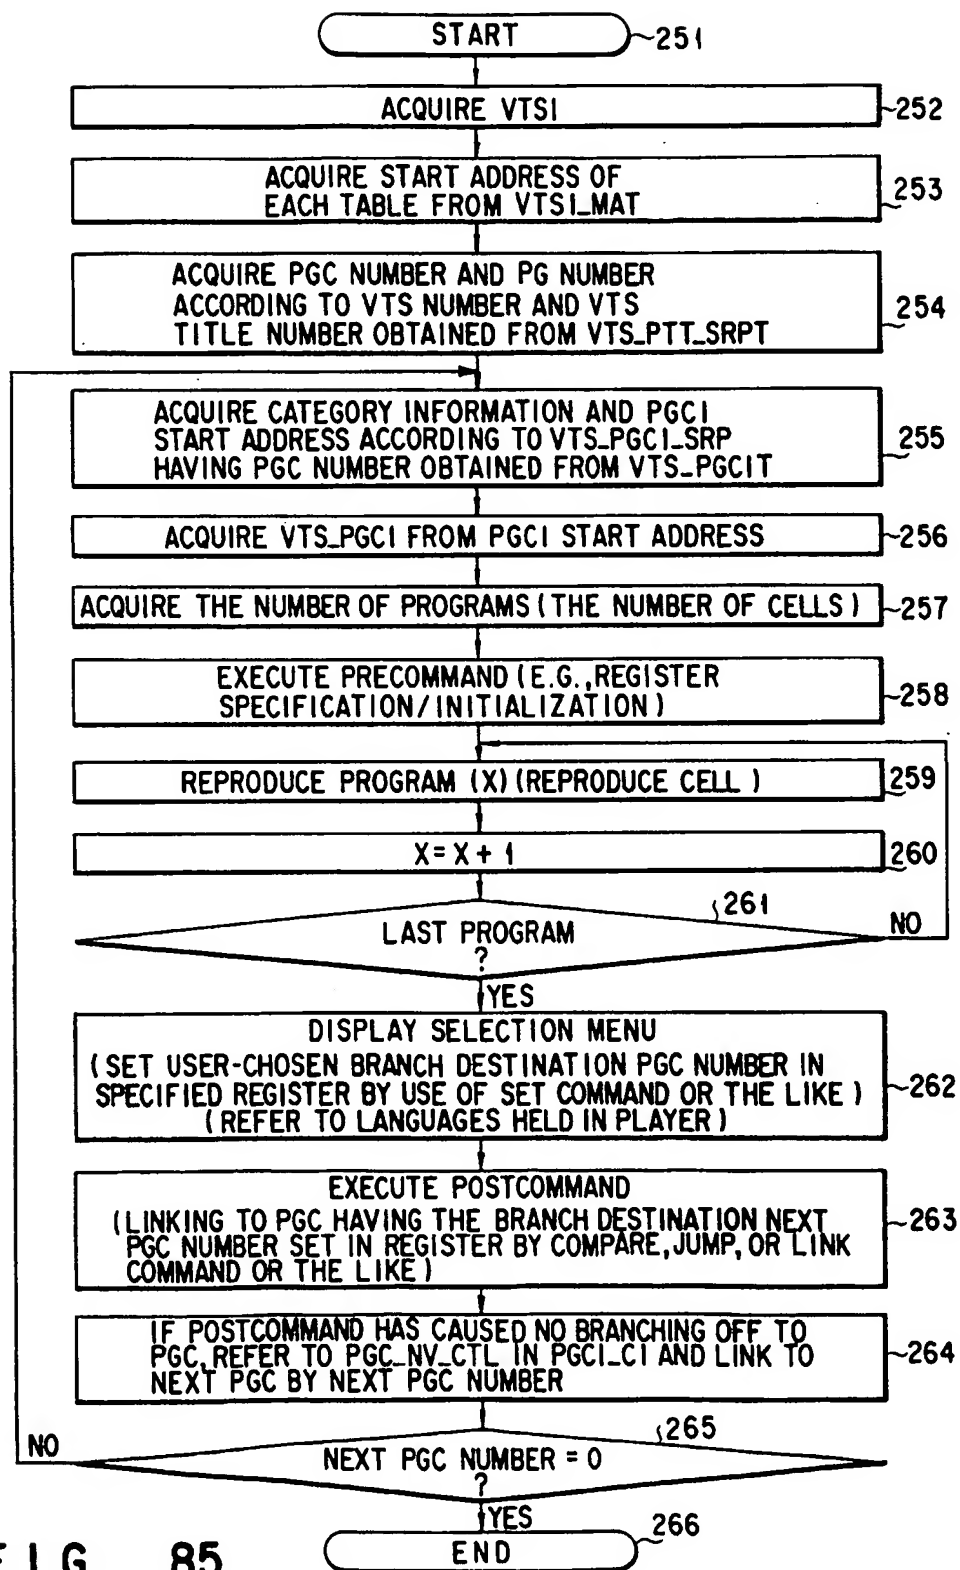 START
251
ACQUIRE VTSI
252
ACQUIRE START ADDRESS OF
EACH TABLE FROM VTSI_MAT
253
ACQUIRE PGC NUMBER AND PG NUMBER
ACCORDING TO VTS NUMBER AND VTS
TITLE NUMBER OBTAINED FROM VTS_PTT_SRPT
254
ACQUIRE CATEGORY INFORMATION AND PGCI
START ADDRESS ACCORDING TO VTS_PGCI_SRP
HAVING PGC NUMBER OBTAINED FROM VTS_PGCIT
255
ACQUIRE VTS_PGCI FROM PGCI START ADDRESS
256
ACQUIRE THE NUMBER OF PROGRAMS (THE NUMBER OF CELLS)
257
EXECUTE PRECOMMAND (E.G., REGISTER
SPECIFICATION/INITIALIZATION)
258
REPRODUCE PROGRAM (X) (REPRODUCE CELL)
259
X = X + 1
260
261
LAST PROGRAM
?
NO
YES
DISPLAY SELECTION MENU
(SET USER-CHOSEN BRANCH DESTINATION PGC NUMBER IN
SPECIFIED REGISTER BY USE OF SET COMMAND OR THE LIKE)
(REFER TO LANGUAGES HELD IN PLAYER)
262
EXECUTE POSTCOMMAND
(LINKING TO PGC HAVING THE BRANCH DESTINATION NEXT
PGC NUMBER SET IN REGISTER BY COMPARE, JUMP, OR LINK
COMMAND OR THE LIKE)
263
IF POSTCOMMAND HAS CAUSED NO BRANCHING OFF TO
PGC, REFER TO PGC_NV_CTL IN PGCI_CI AND LINK TO
NEXT PGC BY NEXT PGC NUMBER
264
265
NO
NEXT PGC NUMBER = 0
?
YES
266
END
FIG. 85